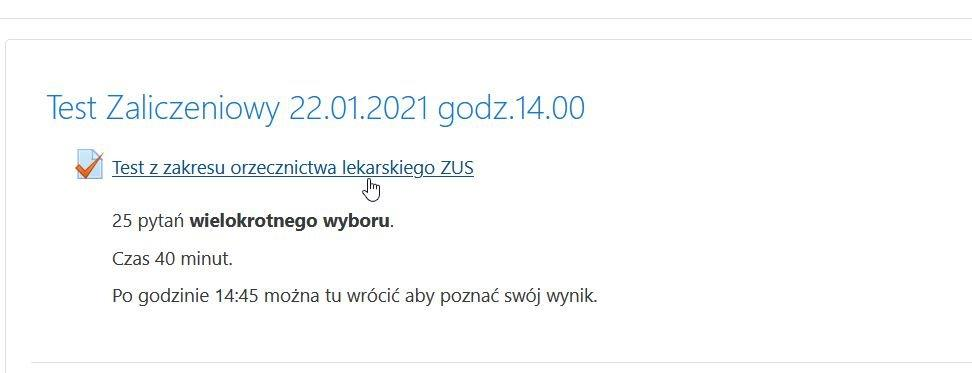 Test Zaliczeniowy 22.01.2021 godz.14.00
Test z zakresu orzecznictwa lekarskiego ZUS
25 pytań wielokrotnego wyboru.
Czas 40 minut.
Po godzinie 14:45 można tu wrócić aby poznać swój wynik.